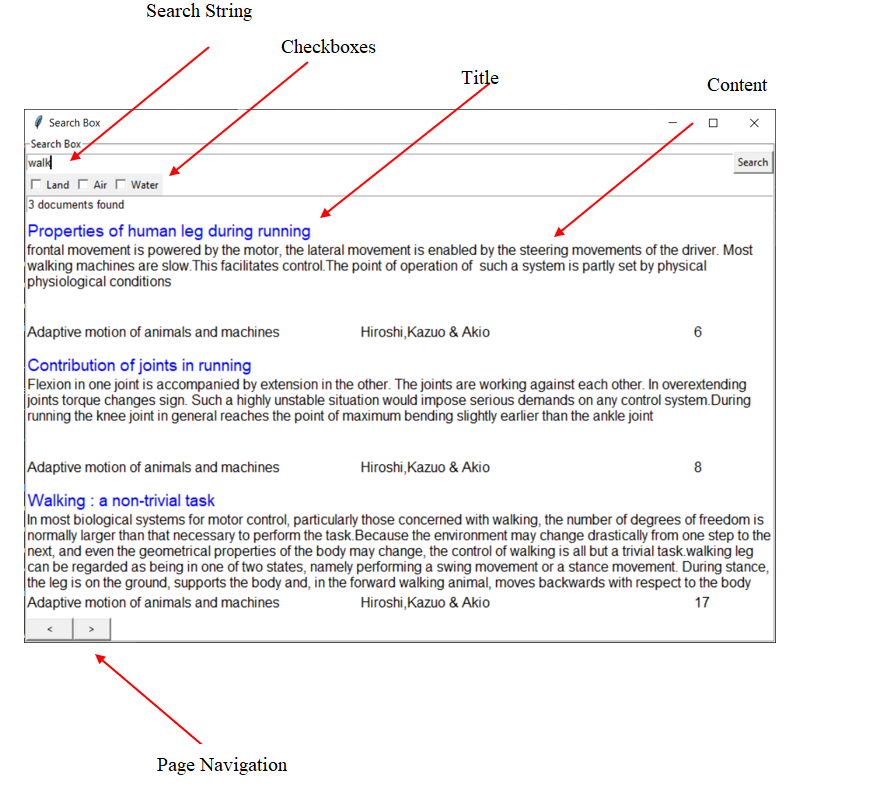 Search String
Checkboxes
Title
Content
Search Box
Search Box
walk
Search
Land Air Water
3 documents found
Properties of human leg during running
frontal movement is powered by the motor, the lateral movement is enabled by the steering movements of the driver. Most
walking machines are slow.This facilitates control.The point of operation of  such a system is partly set by physical
physiological conditions
Adaptive motion of animals and machines Hiroshi,Kazuo & Akio 6
Contribution of joints in running
Flexion in one joint is accompanied by extension in the other. The joints are working against each other. In overextending
joints torque changes sign. Such a highly unstable situation would impose serious demands on any control system.During
running the knee joint in general reaches the point of maximum bending slightly earlier than the ankle joint
Adaptive motion of animals and machines Hiroshi,Kazuo & Akio 8
Walking : a non-trivial task
In most biological systems for motor control, particularly those concerned with walking, the number of degrees of freedom is
normally larger than that necessary to perform the task.Because the environment may change drastically from one step to the
next, and even the geometrical properties of the body may change, the control of walking is all but a trivial task.walking leg
can be regarded as being in one of two states, namely performing a swing movement or a stance movement. During stance,
the leg is on the ground, supports the body and, in the forward walking animal, moves backwards with respect to the body
Adaptive motion of animals and machines Hiroshi,Kazuo & Akio 17
< >
Page Navigation